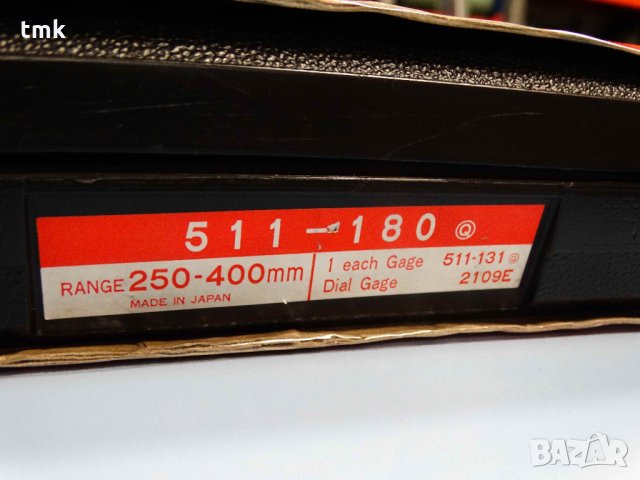 tmk
511-180 Q
RANGE 250-400mm
MADE IN JAPAN
1 each Gage 511-131 Q
Dial Gage 2109E
BAZAR